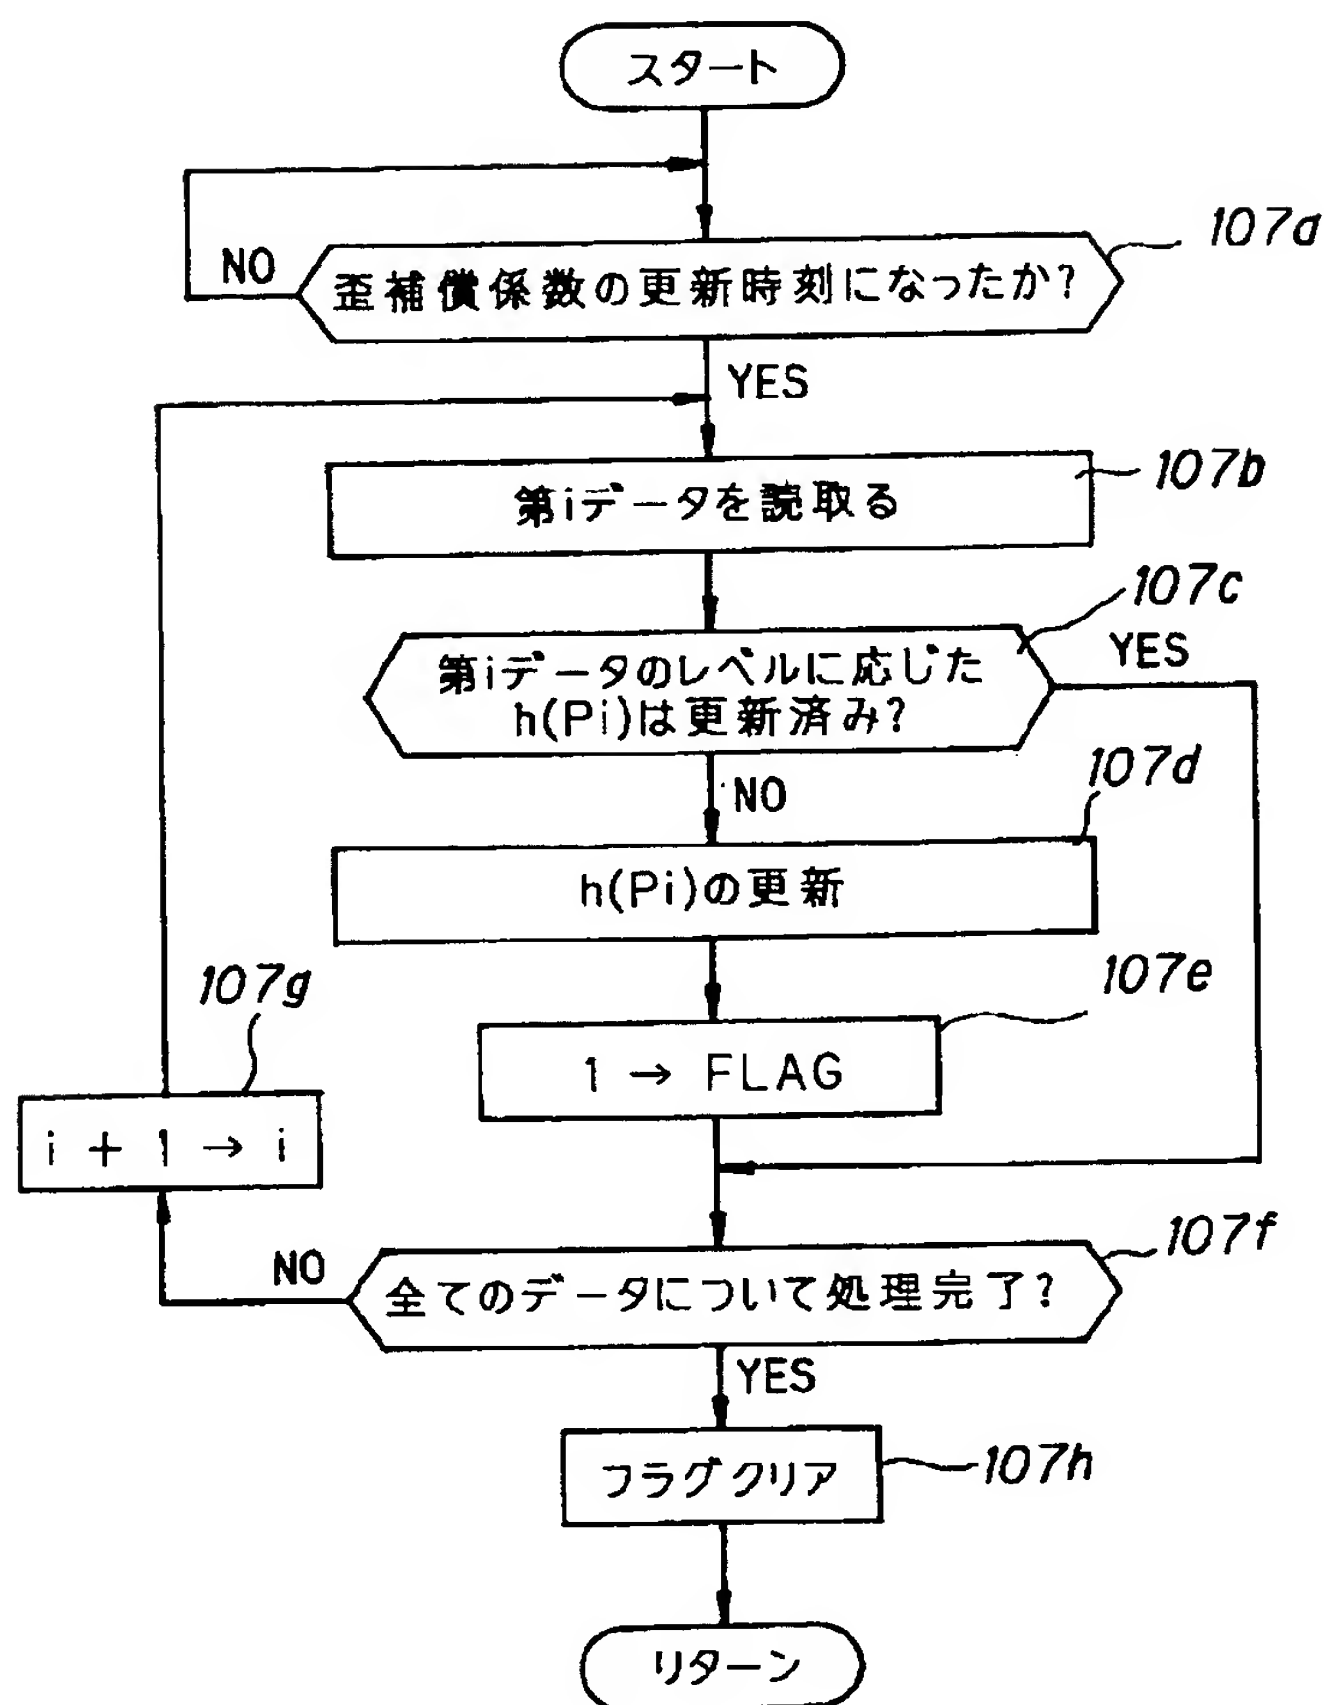 スタート
107a
NO
歪補償係数の更新時刻になったか?
YES
107b
第iデータを読取る
107c
YES
第iデータのレベルに応じた
h(Pi)は更新済み?
107d
NO
h(Pi)の更新
107e
107g
1 → FLAG
i + 1 → i
107f
NO
全てのデータについて処理完了?
YES
107h
フラグクリア
リターン